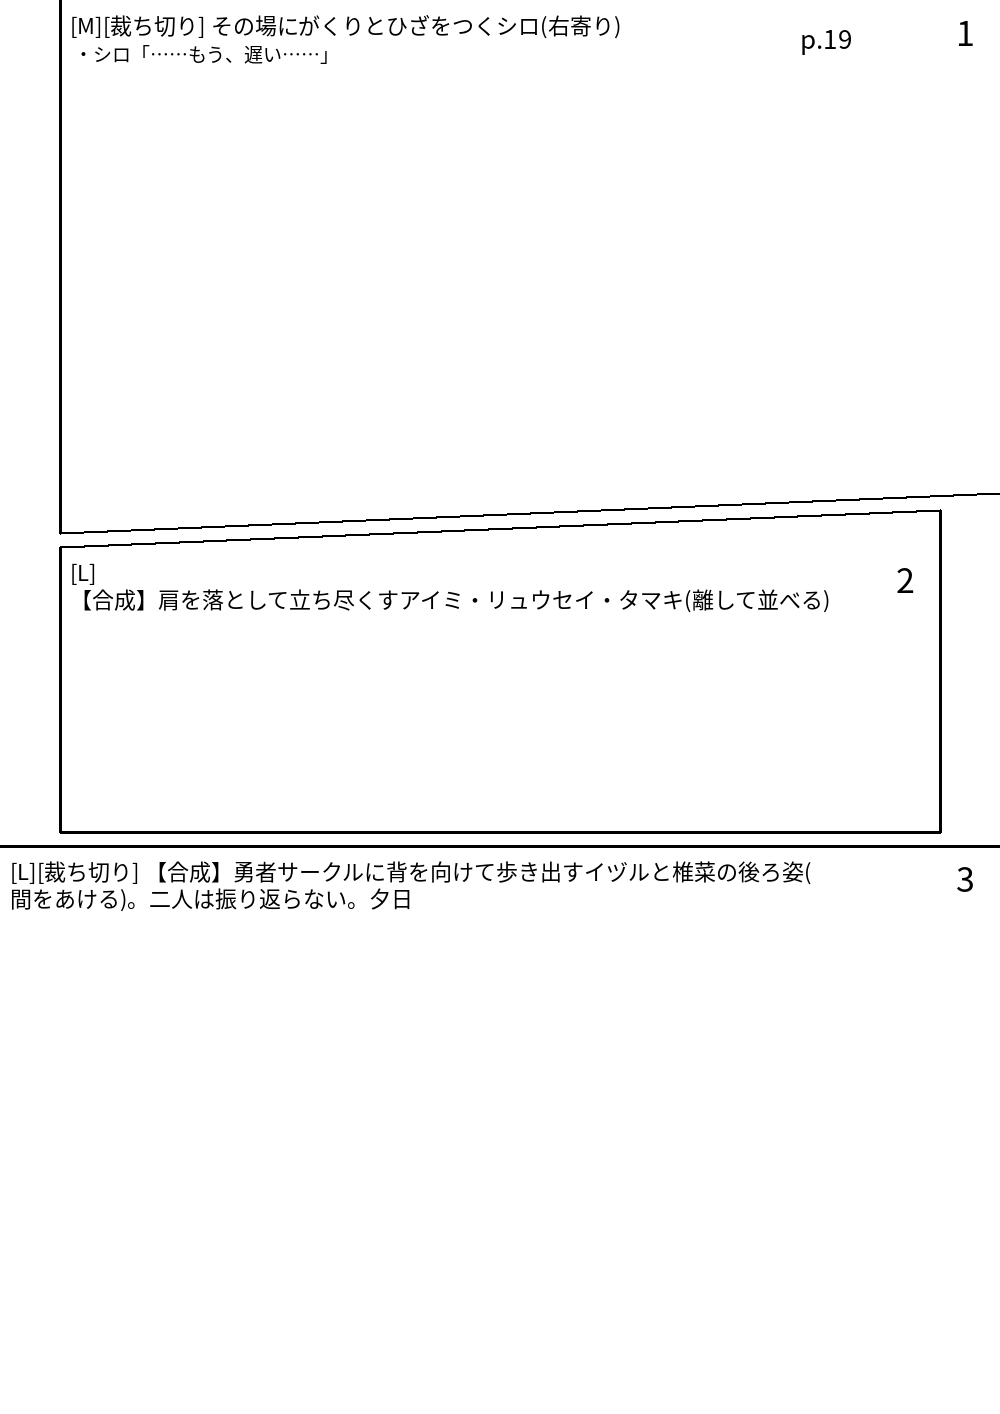 [M][裁ち切り] その場にがくりとひざをつくシロ(右寄り)
・シロ「……もう、遅い……」
p.19
1
[L]
【合成】肩を落として立ち尽くすアイミ・リュウセイ・タマキ(離して並べる)
2
[L][裁ち切り] 【合成】勇者サークルに背を向けて歩き出すイヅルと椎菜の後ろ姿(
間をあける)。二人は振り返らない。夕日
3